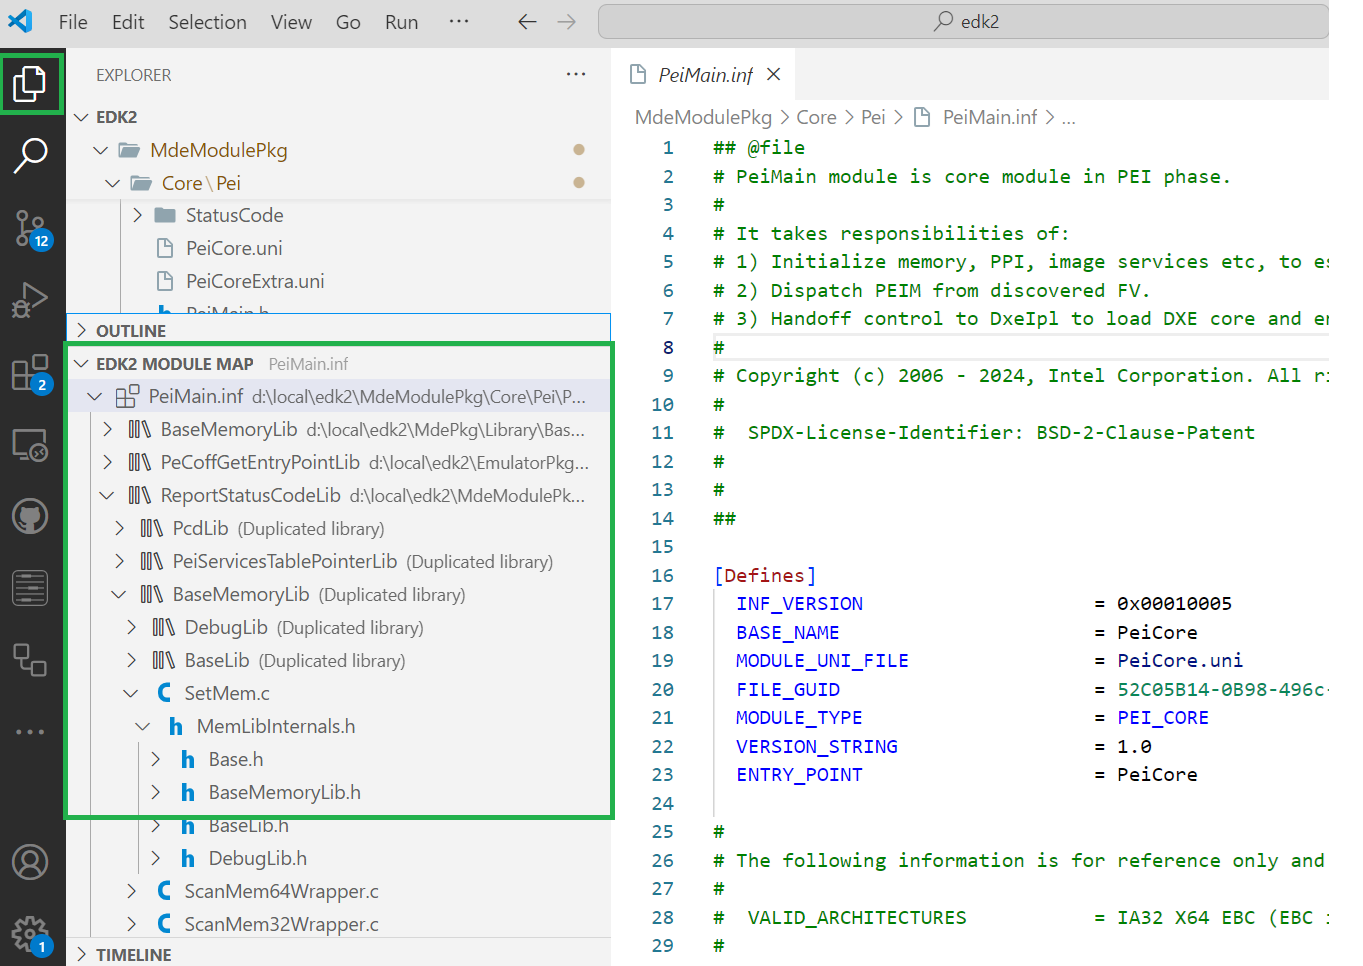 File Edit Selection View Go Run ··· edk2
EXPLORER ···
EDK2
MdeModulePkg
Core\Pei
StatusCode
PeiCore.uni
PeiCoreExtra.uni
PeiMain.h
OUTLINE
EDK2 MODULE MAP PeiMain.inf
PeiMain.inf d:\local\edk2\MdeModulePkg\Core\Pei\P...
BaseMemoryLib d:\local\edk2\MdePkg\Library\Bas...
PeCoffGetEntryPointLib d:\local\edk2\EmulatorPkg...
ReportStatusCodeLib d:\local\edk2\MdeModulePk...
PcdLib (Duplicated library)
PeiServicesTablePointerLib (Duplicated library)
BaseMemoryLib (Duplicated library)
DebugLib (Duplicated library)
BaseLib (Duplicated library)
C SetMem.c
h MemLibInternals.h
h Base.h
h BaseMemoryLib.h
h BaseLib.h
h DebugLib.h
C ScanMem64Wrapper.c
C ScanMem32Wrapper.c
TIMELINE
12
2
1
PeiMain.inf
MdeModulePkg > Core > Pei > PeiMain.inf > ...
1 ## @file
2 # PeiMain module is core module in PEI phase.
3 #
4 # It takes responsibilities of:
5 # 1) Initialize memory, PPI, image services etc, to es
6 # 2) Dispatch PEIM from discovered FV.
7 # 3) Handoff control to DxeIpl to load DXE core and en
8 #
9 # Copyright (c) 2006 - 2024, Intel Corporation. All ri
10 #
11 #  SPDX-License-Identifier: BSD-2-Clause-Patent
12 #
13 #
14 ##
15
16 [Defines]
17 INF_VERSION = 0x00010005
18 BASE_NAME = PeiCore
19 MODULE_UNI_FILE = PeiCore.uni
20 FILE_GUID = 52C05B14-0B98-496c-
21 MODULE_TYPE = PEI_CORE
22 VERSION_STRING = 1.0
23 ENTRY_POINT = PeiCore
24
25 #
26 # The following information is for reference only and
27 #
28 #  VALID_ARCHITECTURES = IA32 X64 EBC (EBC
29 #